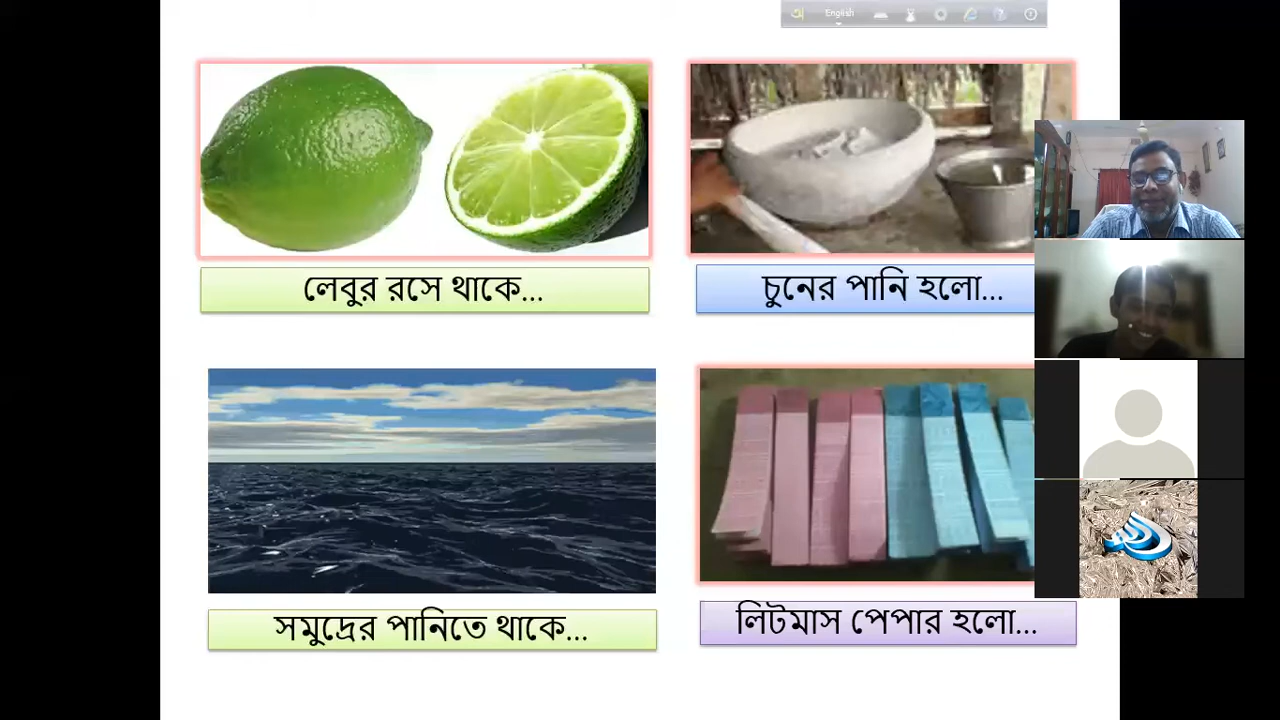 English
লেবুর রসে থাকে...
চুনের পানি হলো...
সমুদ্রের পানিতে থাকে...
লিটমাস পেপার হলো...